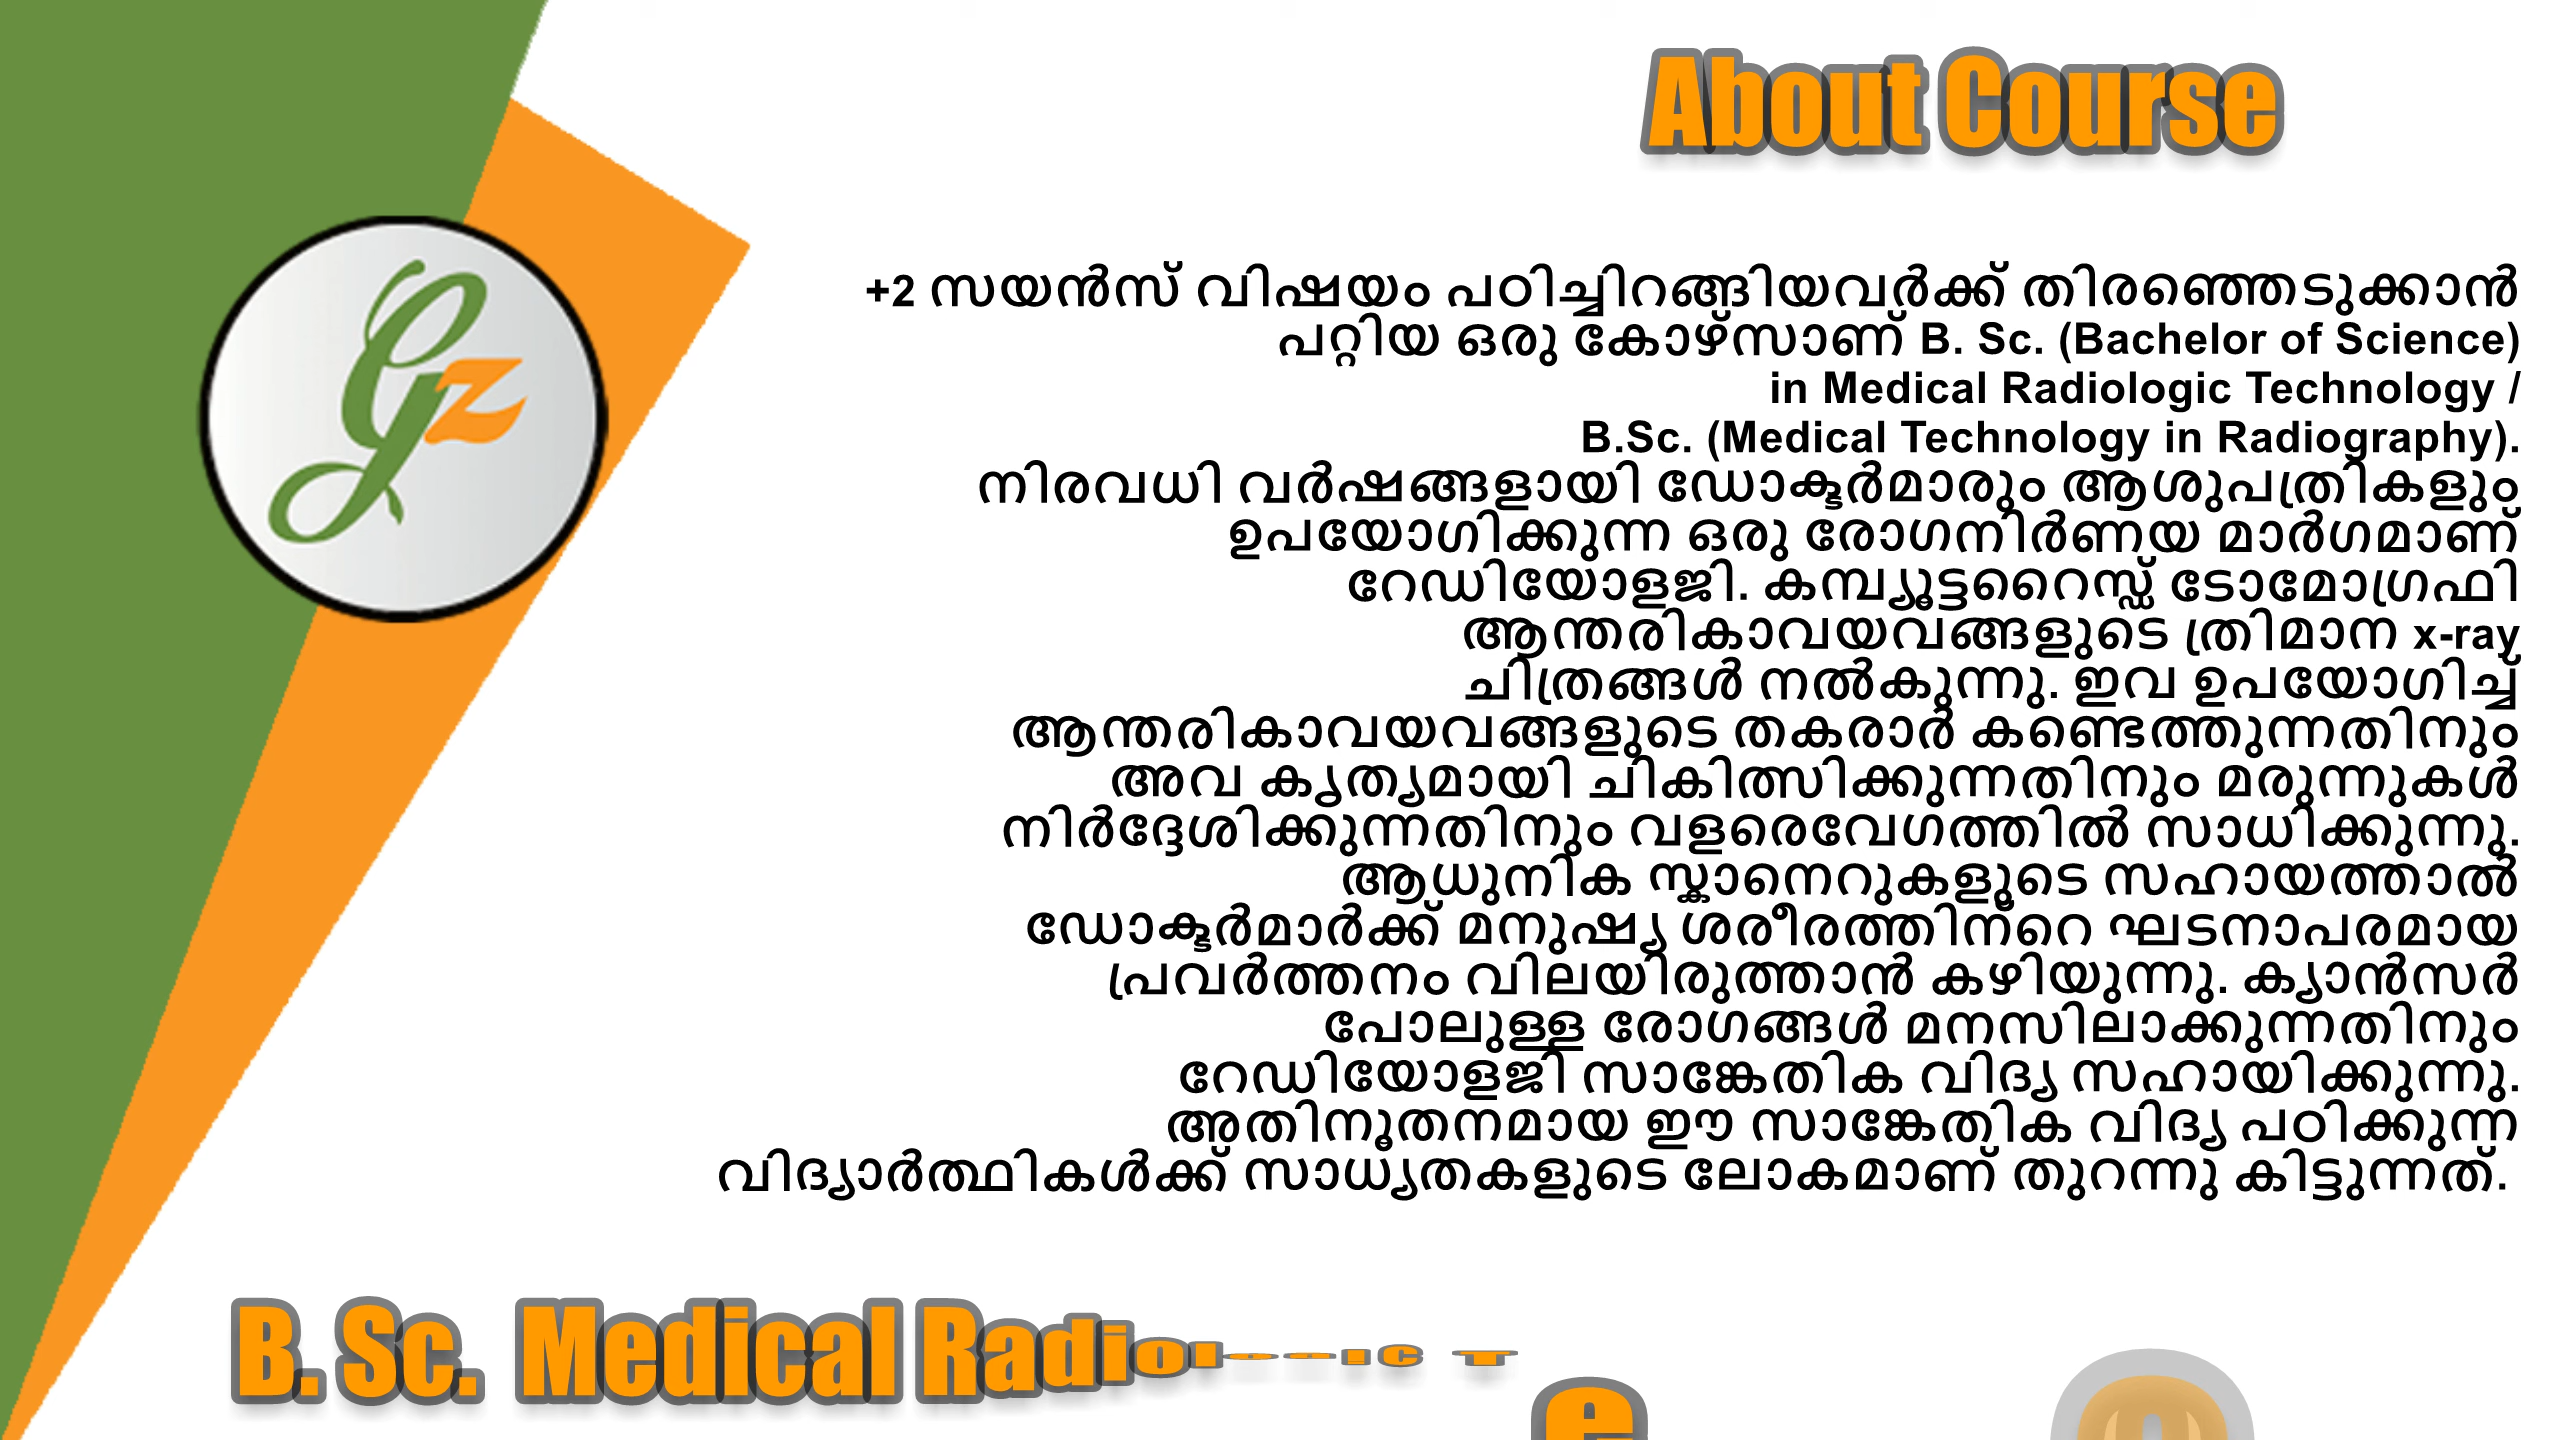 About Course
Gz
+2 സയൻസ് വിഷയം പഠിച്ചിറങ്ങിയവർക്ക് തിരഞ്ഞെടുക്കാൻ
പറ്റിയ ഒരു കോഴ്സാണ് B. Sc. (Bachelor of Science)
in Medical Radiologic Technology /
B.Sc. (Medical Technology in Radiography).
നിരവധി വർഷങ്ങളായി ഡോക്ടർമാരും ആശുപത്രികളും
ഉപയോഗിക്കുന്ന ഒരു രോഗനിർണയ മാർഗമാണ്
റേഡിയോളജി. കമ്പ്യൂട്ടറൈസ്ഡ് ടോമോഗ്രഫി
ആന്തരികാവയവങ്ങളുടെ ത്രിമാന x-ray
ചിത്രങ്ങൾ നൽകുന്നു. ഇവ ഉപയോഗിച്ച്
ആന്തരികാവയവങ്ങളുടെ തകരാർ കണ്ടെത്തുന്നതിനും
അവ കൃത്യമായി ചികിത്സിക്കുന്നതിനും മരുന്നുകൾ
നിർദ്ദേശിക്കുന്നതിനും വളരെവേഗത്തിൽ സാധിക്കുന്നു.
ആധുനിക സ്കാനെറുകളുടെ സഹായത്താൽ
ഡോക്ടർമാർക്ക് മനുഷ്യ ശരീരത്തിന്റെ ഘടനാപരമായ
പ്രവർത്തനം വിലയിരുത്താൻ കഴിയുന്നു. ക്യാൻസർ
പോലുള്ള രോഗങ്ങൾ മനസിലാക്കുന്നതിനും
റേഡിയോളജി സാങ്കേതിക വിദ്യ സഹായിക്കുന്നു.
അതിനൂതനമായ ഈ സാങ്കേതിക വിദ്യ പഠിക്കുന്ന
വിദ്യാർത്ഥികൾക്ക് സാധ്യതകളുടെ ലോകമാണ് തുറന്നു കിട്ടുന്നത്.
B. Sc. Medical Radiologic T
e